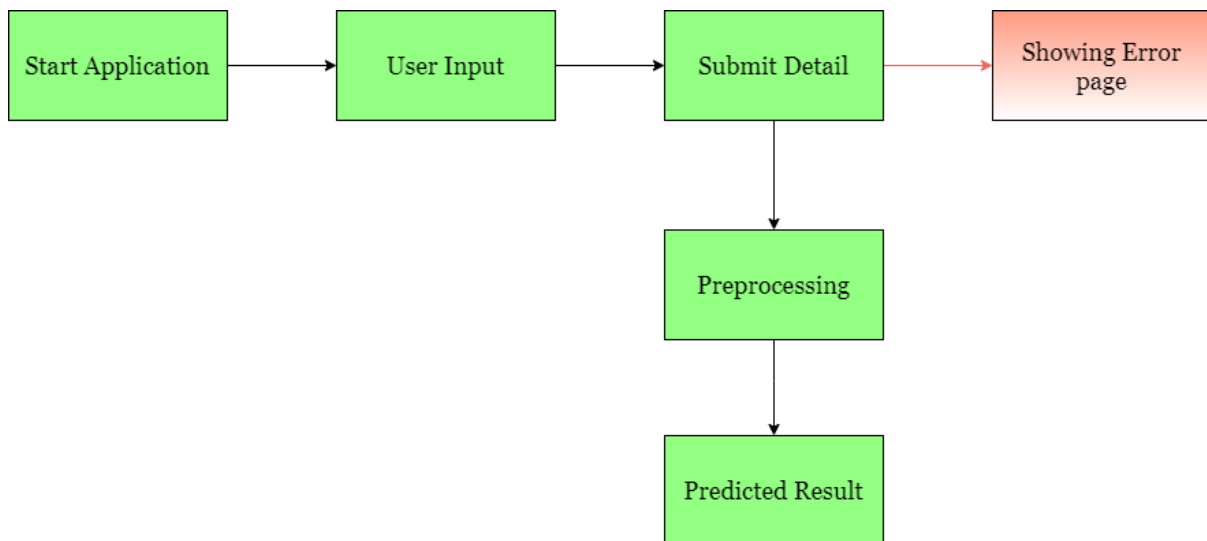 Start Application
User Input
Submit Detail
Showing Error
page
Preprocessing
Predicted Result